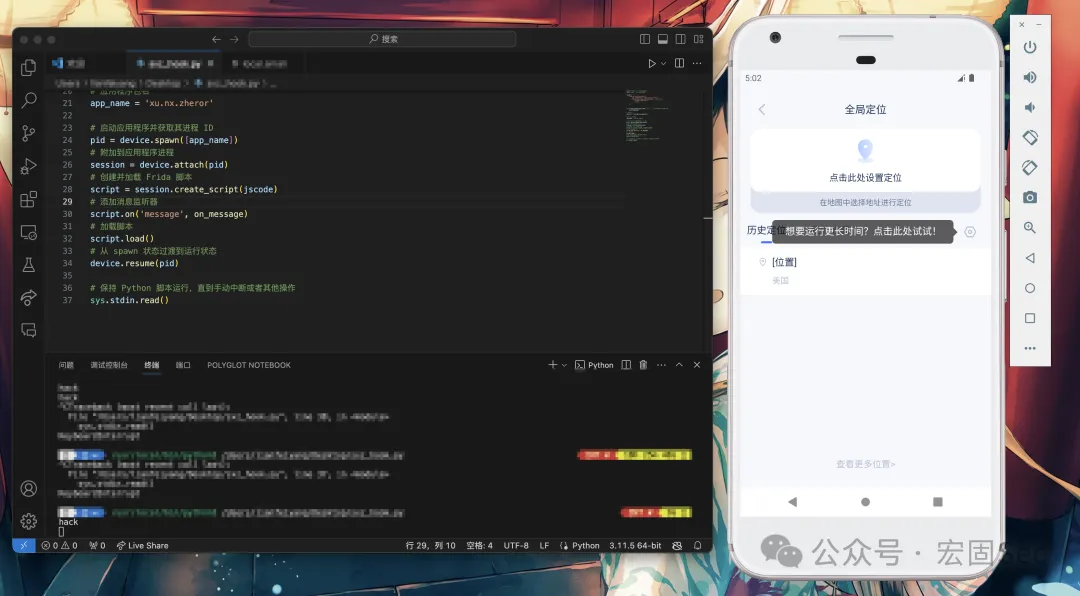 搜索
21 app_name = 'xu.nx.zheror'
22
23 # 启动应用程序并获取其进程 ID
24 pid = device.spawn([app_name])
25 # 附加到应用程序进程
26 session = device.attach(pid)
27 # 创建并加载 Frida 脚本
28 script = session.create_script(jscode)
29 # 添加消息监听器
30 script.on('message', on_message)
31 # 加载脚本
32 script.load()
33 # 从 spawn 状态过渡到运行状态
34 device.resume(pid)
35
36 # 保持 Python 脚本运行, 直到手动中断或者其他操作
37 sys.stdin.read()
问题 调试控制台 终端 端口 POLYGLOT NOTEBOOK
Python
hack
0 0 0 Live Share
行 29, 列 10 空格: 4 UTF-8 LF Python 3.11.5 64-bit
5:02
全局定位
点击此处设置定位
在地图中选择地址进行定位
历史定位
想要运行更长时间? 点击此处试试!
[位置]
美国
查看更多位置>
公众号 · 宏固